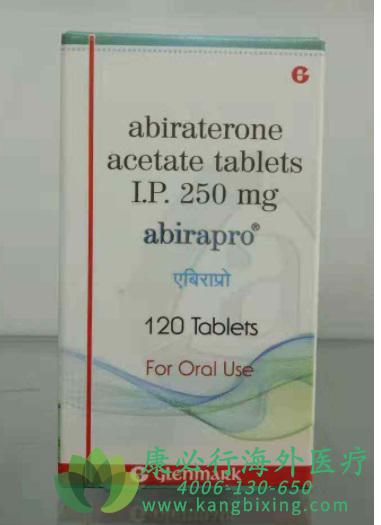 G
abiraterone
acetate tablets
I.P. 250 mg
abirapro®
एबिराप्रो
120 Tablets
For Oral Use
G Glenmark
康必行海外医疗
4006-130-650
www.kangbixing.com